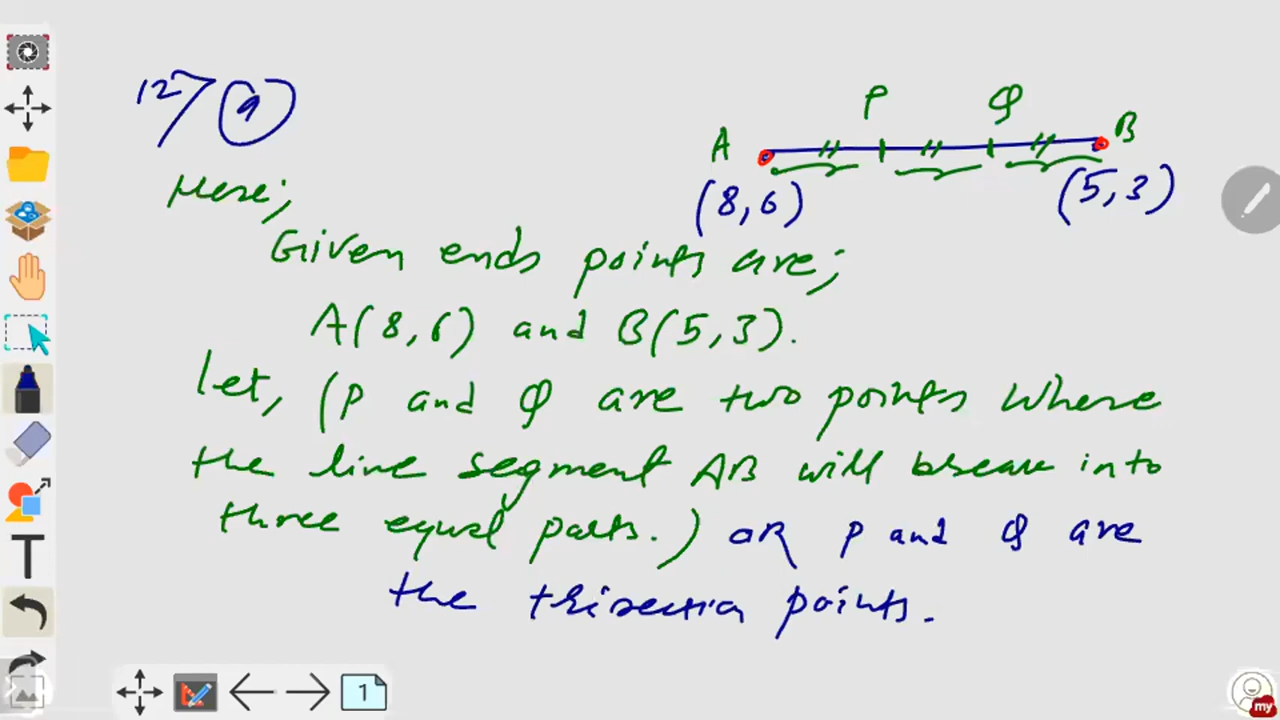 12 9
P Q
A B
(8,6) (5,3)
Here;
Given ends points are;
A(8,6) and B(5,3).
let, (P and Q are two points where
the line segment AB will break into
three equal parts.) OR P and Q are
the trisection points.
T
1
my